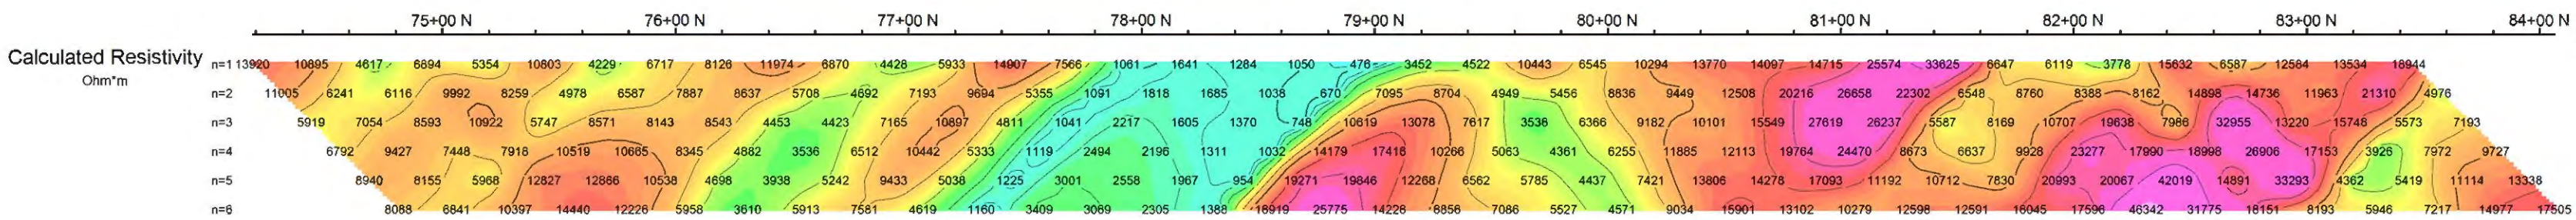 75+00 N 76+00 N 77+00 N 78+00 N 79+00 N 80+00 N 81+00 N 82+00 N 83+00 N 84+00 N
Calculated Resistivity
Ohm*m
n=1 13920 10895 4617 6894 5354 10803 4229 6717 8126 11974 6870 4428 5933 14907 7566 1061 1641 1284 1050 476 3452 4522 10443 6545 10294 13770 14097 14715 25574 33625 6647 6119 3778 15632 6587 12564 13534 16944
n=2 11005 6241 6116 9992 8259 4978 6587 7887 8637 5708 4692 7193 9694 5355 1091 1818 1685 1038 670 7095 8704 4949 5456 8836 9449 12508 20216 26658 22302 6548 8760 8388 8162 14898 14736 11963 21310 4976
n=3 5919 7054 8593 10922 5747 8571 8143 8543 4453 4423 7165 10897 4811 1041 2217 1605 1370 748 10619 13078 7617 3536 6366 9182 10101 15549 27619 26237 5587 8169 10707 19638 7986 32955 13220 15748 5573 7193
n=4 6792 9427 7448 7918 10519 10665 8345 4882 3536 6512 10442 5333 1119 2494 2196 1311 1032 14179 17418 10266 5063 4361 6255 11885 12113 19764 24470 8673 6637 9928 23277 17990 18998 26906 17153 3926 7972 9727
n=5 8940 8155 5968 12827 12866 10538 4698 3938 5242 9433 5038 1225 3001 2558 1967 954 19271 19846 12268 6562 5785 4437 7421 13806 14278 17093 11192 10712 7830 20993 20067 42019 14891 33293 4362 5419 11114 13338
n=6 8088 6841 10397 14440 12226 5958 3610 5913 7581 4619 1160 3409 3069 2305 1388 16919 25775 14228 8856 7086 5527 4571 9034 15901 13102 10279 12598 12591 16045 17596 46342 31775 18151 8193 5946 7217 14977 17505